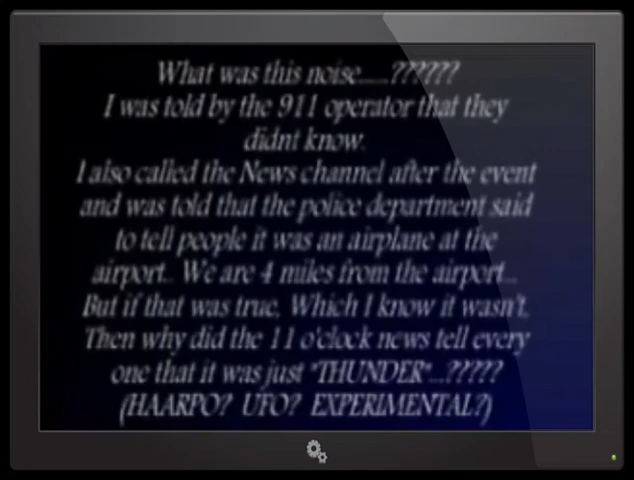 What was this noise......??????
I was told by the 911 operator that they
didnt know.
I also called the News channel after the event
and was told that the police department said
to tell people it was an airplane at the
airport.. We are 4 miles from the airport...
But if that was true, Which I know it wasn't,
Then why did the 11 o'clock news tell every
one that it was just "THUNDER"...?????
(HAARPO? UFO? EXPERIMENTAL?)